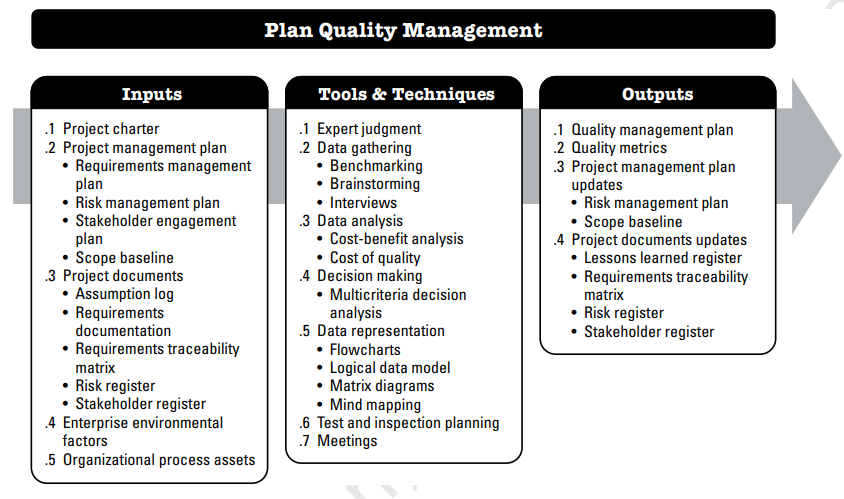 Plan Quality Management
Inputs
.1 Project charter
.2 Project management plan
• Requirements management
plan
• Risk management plan
• Stakeholder engagement
plan
• Scope baseline
.3 Project documents
• Assumption log
• Requirements
documentation
• Requirements traceability
matrix
• Risk register
• Stakeholder register
.4 Enterprise environmental
factors
.5 Organizational process assets
Tools & Techniques
.1 Expert judgment
.2 Data gathering
• Benchmarking
• Brainstorming
• Interviews
.3 Data analysis
• Cost-benefit analysis
• Cost of quality
.4 Decision making
• Multicriteria decision
analysis
.5 Data representation
• Flowcharts
• Logical data model
• Matrix diagrams
• Mind mapping
.6 Test and inspection planning
.7 Meetings
Outputs
.1 Quality management plan
.2 Quality metrics
.3 Project management plan
updates
• Risk management plan
• Scope baseline
.4 Project documents updates
• Lessons learned register
• Requirements traceability
matrix
• Risk register
• Stakeholder register